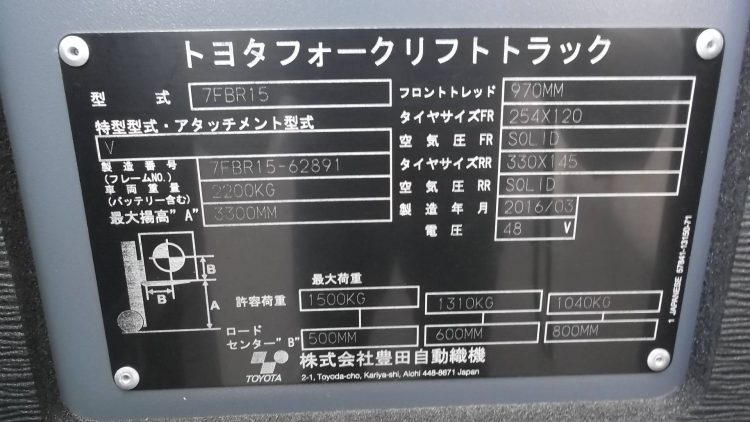 トヨタフォークリフトトラック
型式 7FBR15
特型型式・アタッチメント型式
V
製造番号(フレームNO.) 7FBR15-62891
車両重量(バッテリー含む) 2200KG
最大揚高"A" 3300MM
フロントトレッド 970MM
タイヤサイズFR 254X120
空気圧FR SOLID
タイヤサイズRR 330X145
空気圧RR SOLID
製造年月 2016/03
電圧 48 V
B
B
A
最大荷重
許容荷重 1500KG 1310KG 1040KG
ロードセンター"B" 500MM 600MM 800MM
TOYOTA
株式会社豊田自動織機
2-1, Toyoda-cho, Kariya-shi, Aichi 448-8671 Japan
1 JAPANESE 57841-13150-71